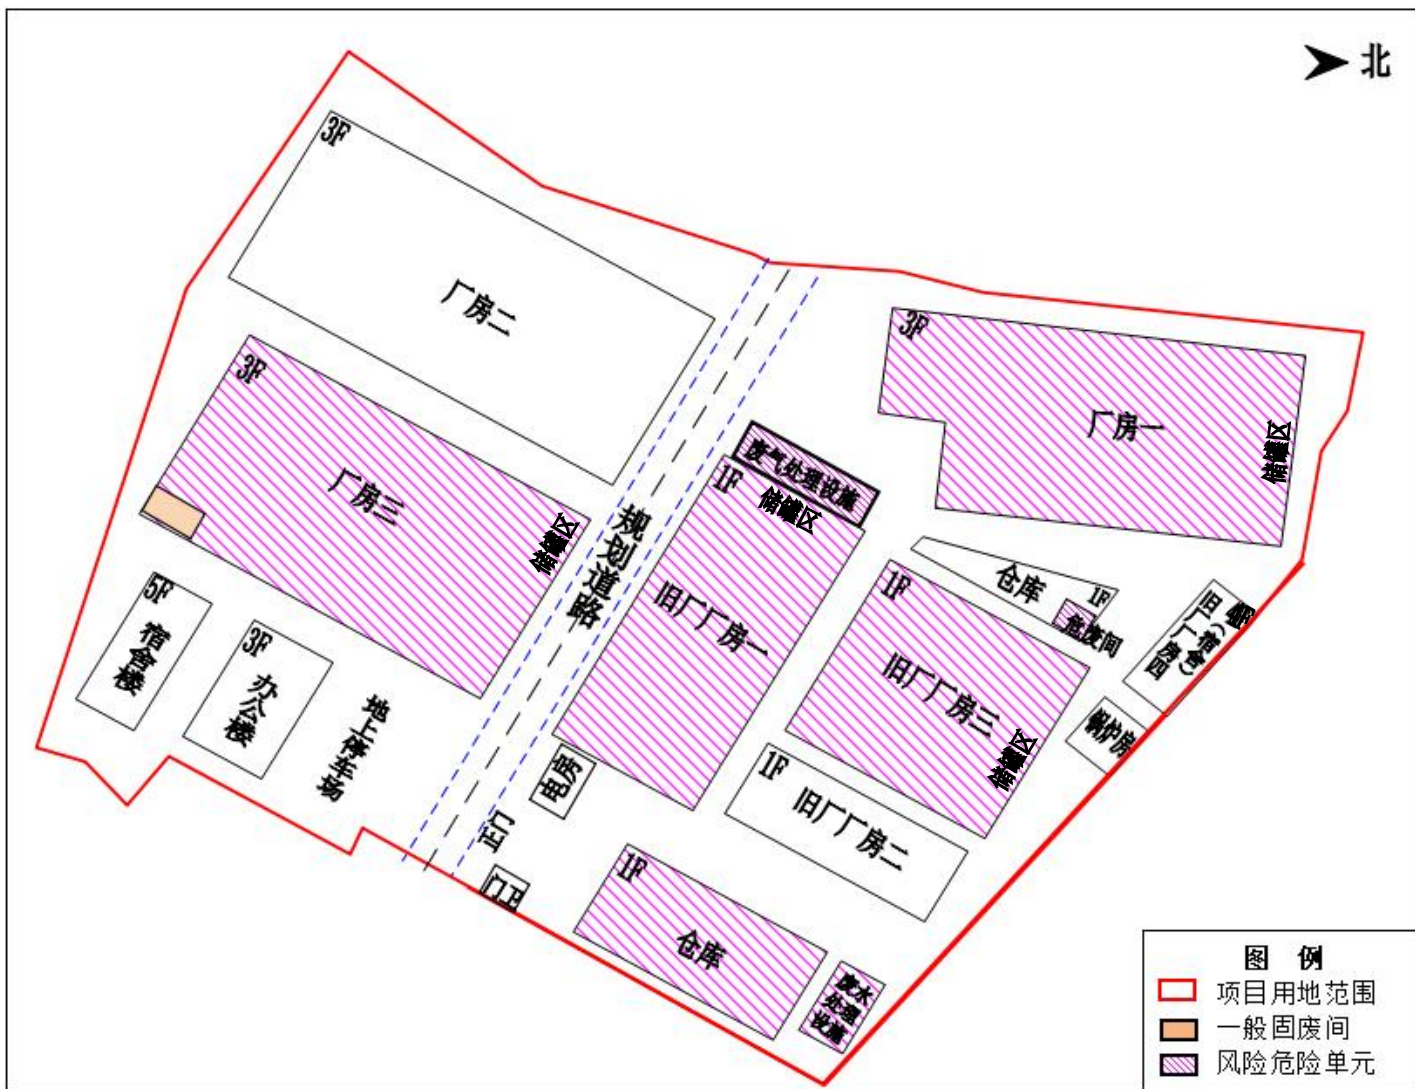 北
3F
厂房二
3F
厂房一
储罐区
3F
厂房三
储罐区
规划道路
废气处理设施
1F
储罐区
旧厂厂房一
仓库
1F
危废间
1F
旧厂厂房三
储罐区
旧厂厂房四
(宿舍)
锅炉房
5F
宿舍楼
3F
办公楼
地上停车场
电房
正门
门卫
1F
旧厂厂房二
1F
仓库
废水
处理
设施
图 例
项目用地范围
一般固废间
风险危险单元